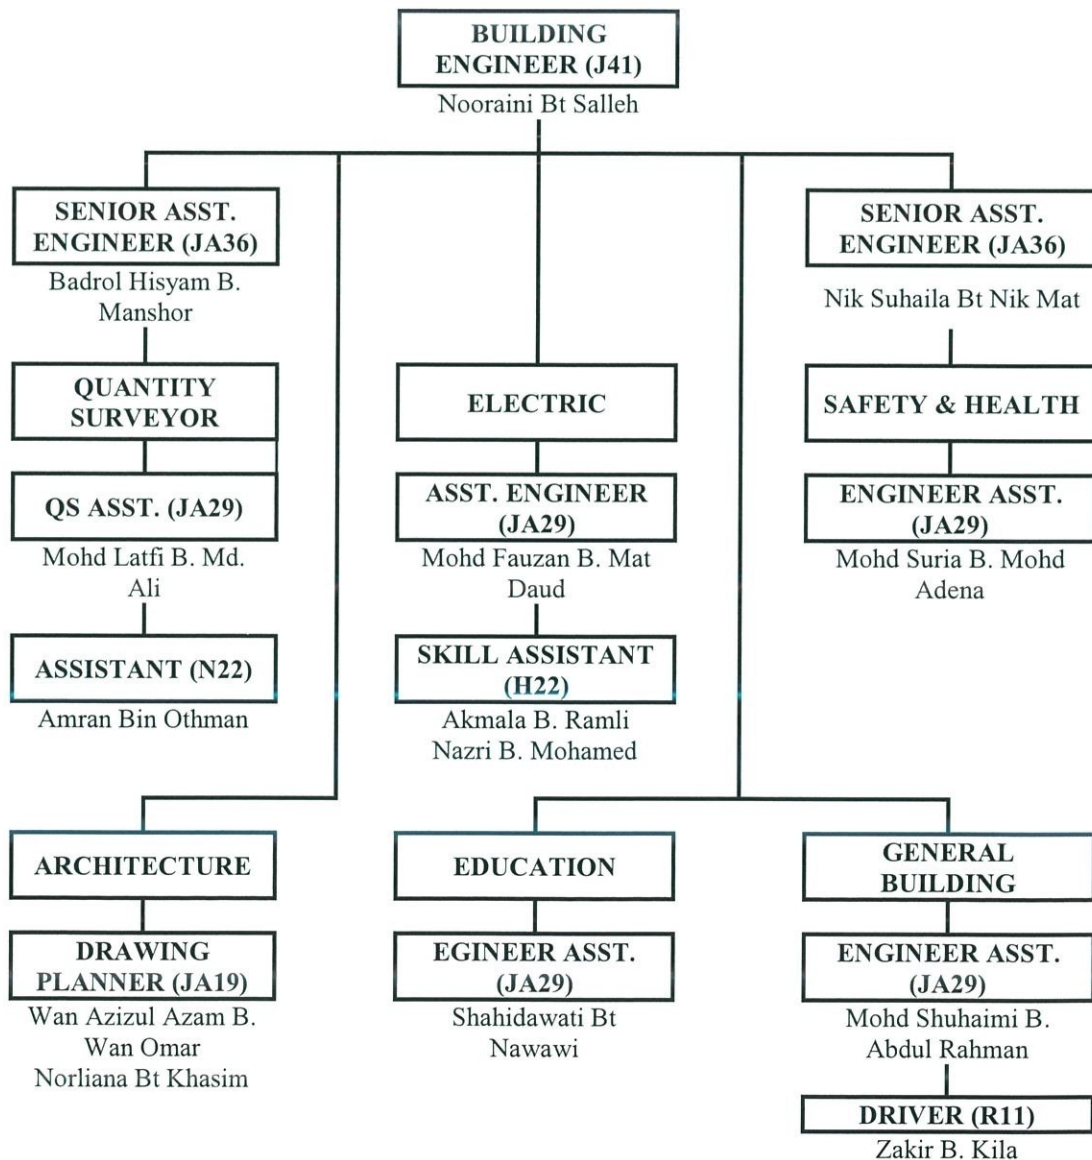 BUILDING
ENGINEER (J41)
Nooraini Bt Salleh
SENIOR ASST.
ENGINEER (JA36)
Badrol Hisyam B.
Manshor
SENIOR ASST.
ENGINEER (JA36)
Nik Suhaila Bt Nik Mat
QUANTITY
SURVEYOR
ELECTRIC
SAFETY & HEALTH
QS ASST. (JA29)
Mohd Latfi B. Md.
Ali
ASST. ENGINEER
(JA29)
Mohd Fauzan B. Mat
Daud
ENGINEER ASST.
(JA29)
Mohd Suria B. Mohd
Adena
ASSISTANT (N22)
Amran Bin Othman
SKILL ASSISTANT
(H22)
Akmala B. Ramli
Nazri B. Mohamed
ARCHITECTURE
EDUCATION
GENERAL
BUILDING
DRAWING
PLANNER (JA19)
Wan Azizul Azam B.
Wan Omar
Norliana Bt Khasim
EGINEER ASST.
(JA29)
Shahidawati Bt
Nawawi
ENGINEER ASST.
(JA29)
Mohd Shuhaimi B.
Abdul Rahman
DRIVER (R11)
Zakir B. Kila